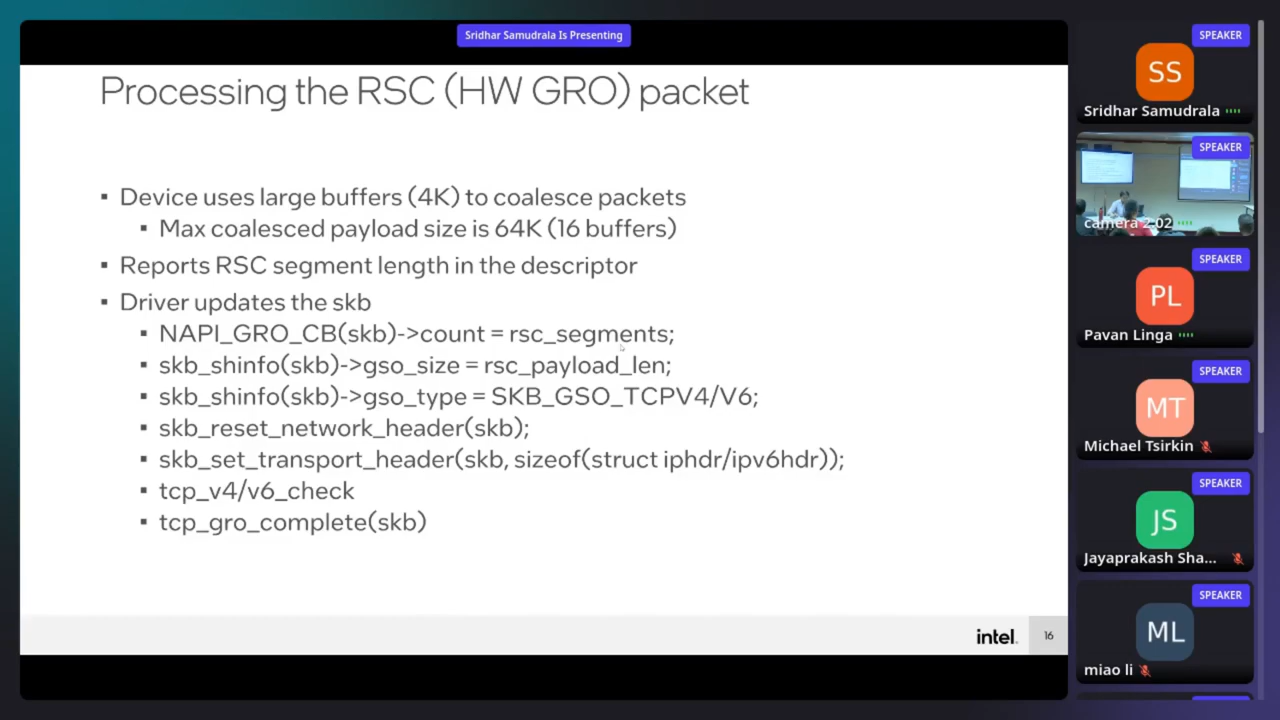 Sridhar Samudrala Is Presenting
Processing the RSC (HW GRO) packet
▪ Device uses large buffers (4K) to coalesce packets
▪ Max coalesced payload size is 64K (16 buffers)
▪ Reports RSC segment length in the descriptor
▪ Driver updates the skb
▪ NAPI_GRO_CB(skb)->count = rsc_segments;
▪ skb_shinfo(skb)->gso_size = rsc_payload_len;
▪ skb_shinfo(skb)->gso_type = SKB_GSO_TCPV4/V6;
▪ skb_reset_network_header(skb);
▪ skb_set_transport_header(skb, sizeof(struct iphdr/ipv6hdr));
▪ tcp_v4/v6_check
▪ tcp_gro_complete(skb)
intel.
16
SPEAKER
SS
Sridhar Samudrala
SPEAKER
camera 2.02
SPEAKER
PL
Pavan Linga
SPEAKER
MT
Michael Tsirkin
SPEAKER
JS
Jayaprakash Sha...
SPEAKER
ML
miao li